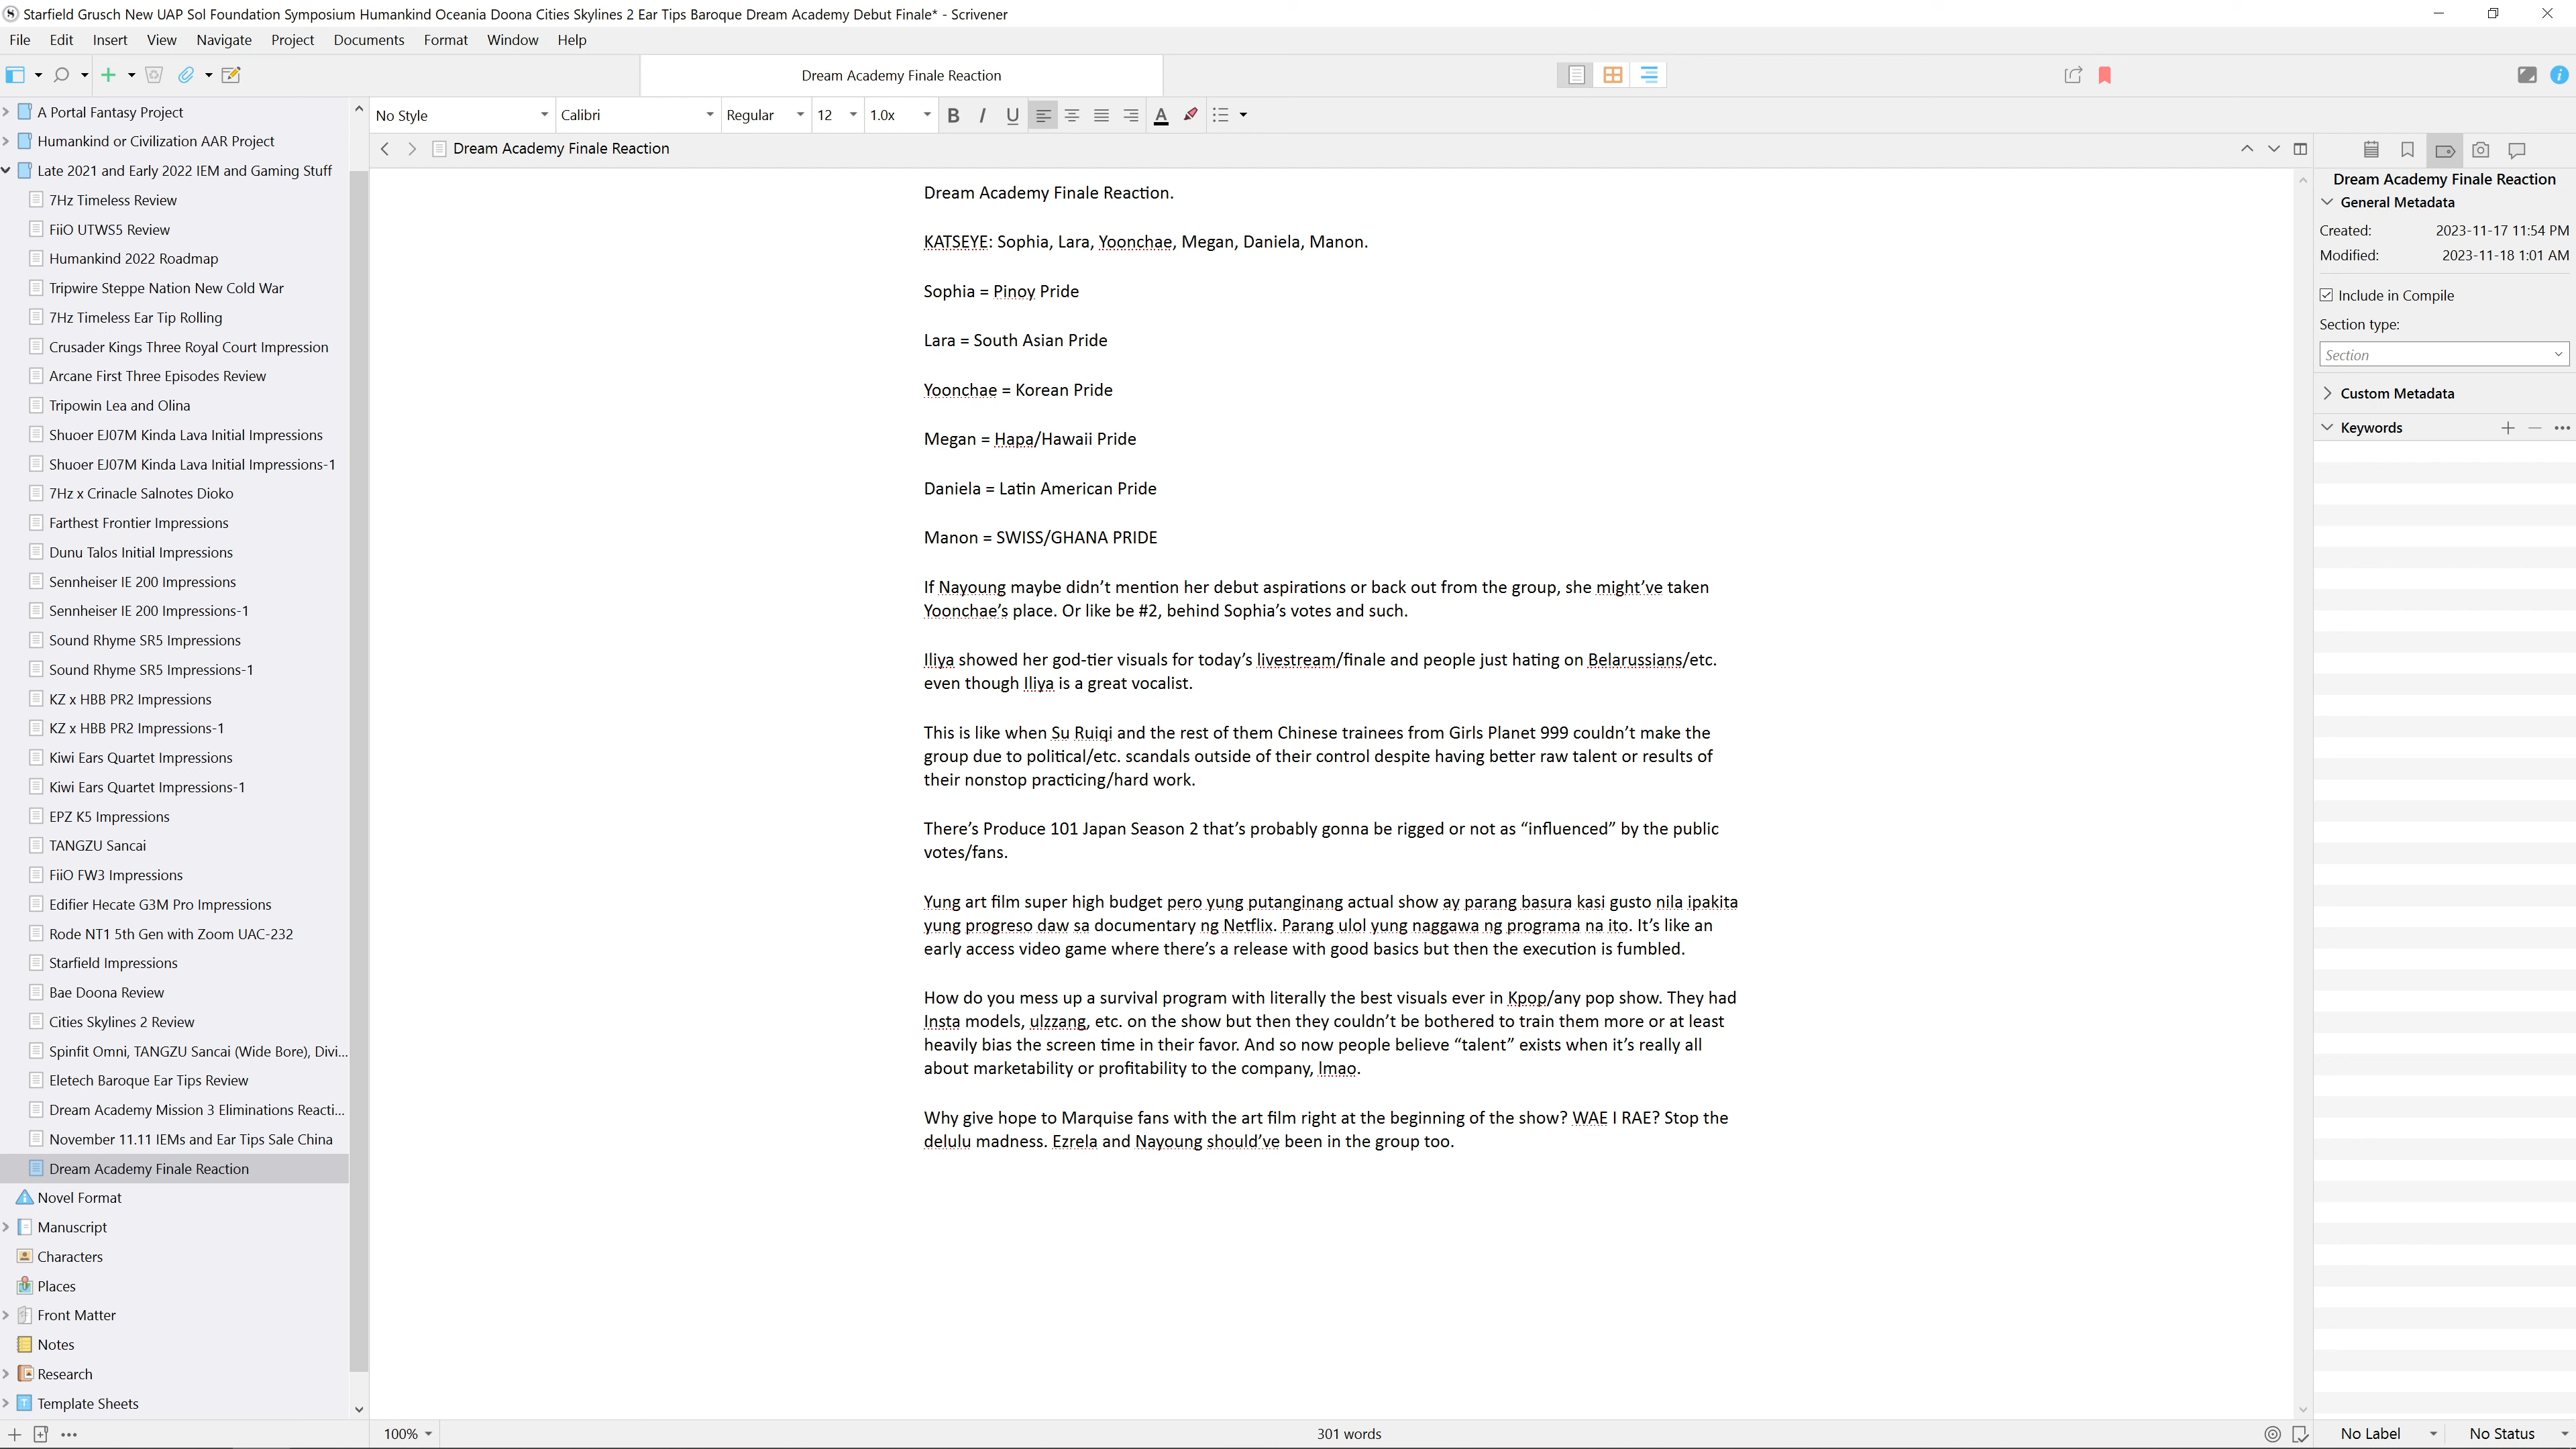 Starfield Grusch New UAP Sol Foundation Symposium Humankind Oceania Doona Cities Skylines 2 Ear Tips Baroque Dream Academy Debut Finale* - Scrivener
File Edit Insert View Navigate Project Documents Format Window Help
Dream Academy Finale Reaction
No Style Calibri Regular 12 1.0x B I U A
Dream Academy Finale Reaction
A Portal Fantasy Project
Humankind or Civilization AAR Project
Late 2021 and Early 2022 IEM and Gaming Stuff
7Hz Timeless Review
FiiO UTWS5 Review
Humankind 2022 Roadmap
Tripwire Steppe Nation New Cold War
7Hz Timeless Ear Tip Rolling
Crusader Kings Three Royal Court Impression
Arcane First Three Episodes Review
Tripowin Lea and Olina
Shuoer EJ07M Kinda Lava Initial Impressions
Shuoer EJ07M Kinda Lava Initial Impressions-1
7Hz x Crinacle Salnotes Dioko
Farthest Frontier Impressions
Dunu Talos Initial Impressions
Sennheiser IE 200 Impressions
Sennheiser IE 200 Impressions-1
Sound Rhyme SR5 Impressions
Sound Rhyme SR5 Impressions-1
KZ x HBB PR2 Impressions
KZ x HBB PR2 Impressions-1
Kiwi Ears Quartet Impressions
Kiwi Ears Quartet Impressions-1
EPZ K5 Impressions
TANGZU Sancai
FiiO FW3 Impressions
Edifier Hecate G3M Pro Impressions
Rode NT1 5th Gen with Zoom UAC-232
Starfield Impressions
Bae Doona Review
Cities Skylines 2 Review
Spinfit Omni, TANGZU Sancai (Wide Bore), Divi...
Eletech Baroque Ear Tips Review
Dream Academy Mission 3 Eliminations Reacti...
November 11.11 IEMs and Ear Tips Sale China
Dream Academy Finale Reaction
Novel Format
Manuscript
Characters
Places
Front Matter
Notes
Research
Template Sheets
Dream Academy Finale Reaction.
KATSEYE: Sophia, Lara, Yoonchae, Megan, Daniela, Manon.
Sophia = Pinoy Pride
Lara = South Asian Pride
Yoonchae = Korean Pride
Megan = Hapa/Hawaii Pride
Daniela = Latin American Pride
Manon = SWISS/GHANA PRIDE
If Nayoung maybe didn't mention her debut aspirations or back out from the group, she might've taken
Yoonchae's place. Or like be #2, behind Sophia's votes and such.
Iliya showed her god-tier visuals for today's livestream/finale and people just hating on Belarussians/etc.
even though Iliya is a great vocalist.
This is like when Su Ruiqi and the rest of them Chinese trainees from Girls Planet 999 couldn't make the
group due to political/etc. scandals outside of their control despite having better raw talent or results of
their nonstop practicing/hard work.
There's Produce 101 Japan Season 2 that's probably gonna be rigged or not as “influenced” by the public
votes/fans.
Yung art film super high budget pero yung putanginang actual show ay parang basura kasi gusto nila ipakita
yung progreso daw sa documentary ng Netflix. Parang ulol yung naggawa ng programa na ito. It's like an
early access video game where there's a release with good basics but then the execution is fumbled.
How do you mess up a survival program with literally the best visuals ever in Kpop/any pop show. They had
Insta models, ulzzang, etc. on the show but then they couldn't be bothered to train them more or at least
heavily bias the screen time in their favor. And so now people believe “talent” exists when it's really all
about marketability or profitability to the company, lmao.
Why give hope to Marquise fans with the art film right at the beginning of the show? WAE I RAE? Stop the
delulu madness. Ezrela and Nayoung should've been in the group too.
Dream Academy Finale Reaction
General Metadata
Created: 2023-11-17 11:54 PM
Modified: 2023-11-18 1:01 AM
Include in Compile
Section type:
Section
Custom Metadata
Keywords
100%
301 words
No Label
No Status